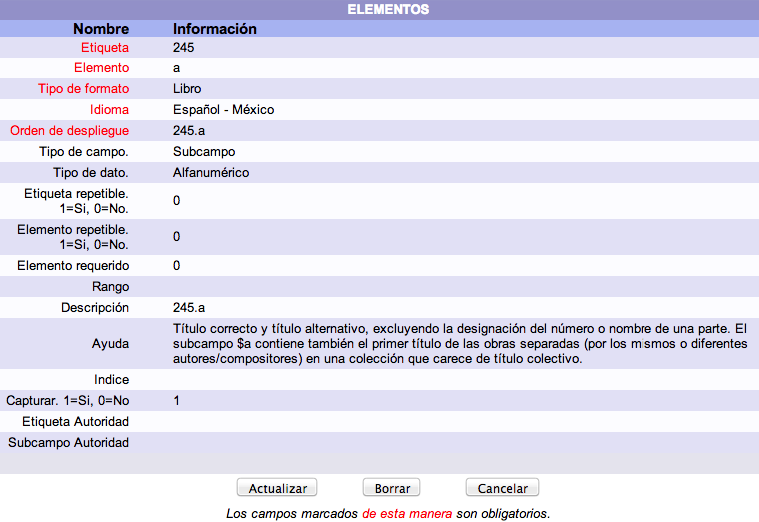 ELEMENTOS
Nombre Información
Etiqueta 245
Elemento a
Tipo de formato Libro
Idioma Español - México
Orden de despliegue 245.a
Tipo de campo. Subcampo
Tipo de dato. Alfanumérico
Etiqueta repetible.
1=Si, 0=No. 0
Elemento repetible.
1=Si, 0=No. 0
Elemento requerido 0
Rango
Descripción 245.a
Ayuda
Título correcto y título alternativo, excluyendo la designación del número o nombre de una parte. El
subcampo $a contiene también el primer título de las obras separadas (por los mismos o diferentes
autores/compositores) en una colección que carece de título colectivo.
Indice
Capturar. 1=Si, 0=No 1
Etiqueta Autoridad
Subcampo Autoridad
Actualizar Borrar Cancelar
Los campos marcados de esta manera son obligatorios.